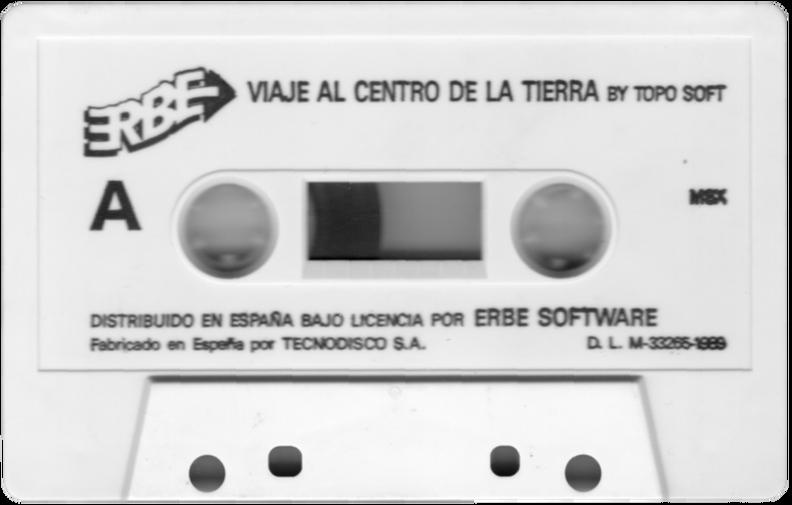 ERBE
VIAJE AL CENTRO DE LA TIERRA BY TOPO SOFT
A
MSX
DISTRIBUIDO EN ESPAÑA BAJO LICENCIA POR ERBE SOFTWARE
Fabricado en España por TECNODISCO S.A.
D. L. M-33265-1989